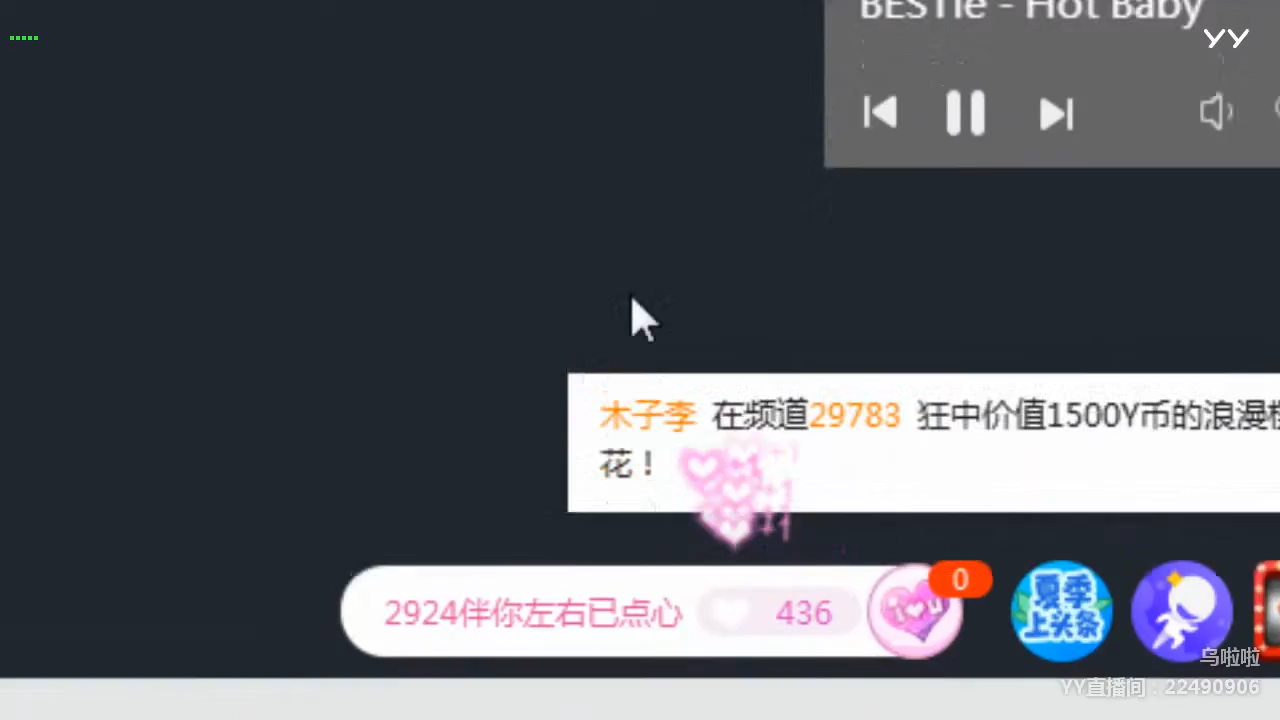 BESTie - Hot Baby
YY
木子李 在频道29783 狂中价值1500Y币的浪漫樱
花！
2924伴你左右已点心
436
i♥u
0
夏季
上头条
乌啦啦
YY直播间：22490906